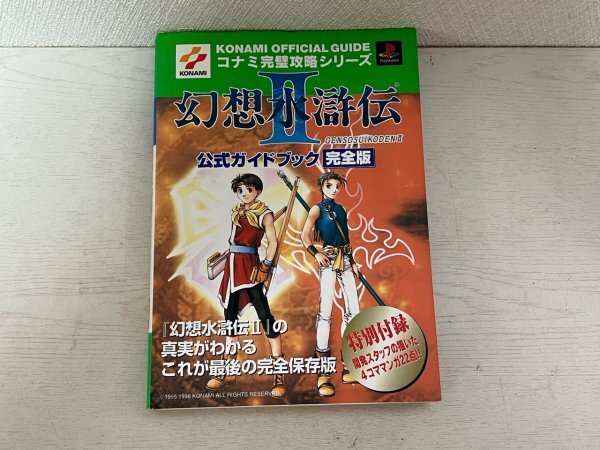 KONAMI
KONAMI OFFICIAL GUIDE
コナミ完璧攻略シリーズ
PlayStation
幻想水滸伝
II
GENSOSUIKODEN II
公式ガイドブック 完全版
『幻想水滸伝II』の
真実がわかる
これが最後の完全保存版
特別付録
開発スタッフの描いた
4コママンガ22点!!
©1995 1998 KONAMI ALL RIGHTS RESERVED.